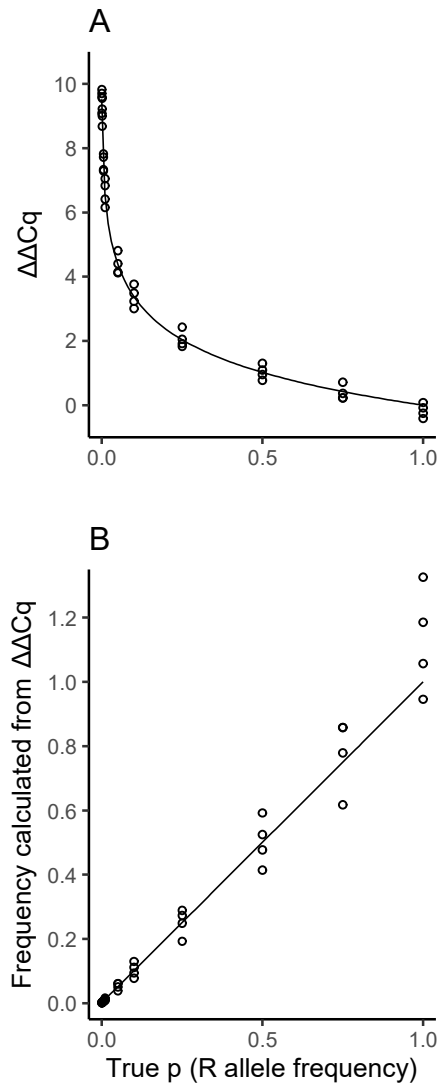 A
10
8
6
4
2
0
ΔΔCq
0.0 0.5 1.0
B
1.2
1.0
0.8
0.6
0.4
0.2
0.0
Frequency calculated from ΔΔCq
0.0 0.5 1.0
True p (R allele frequency)